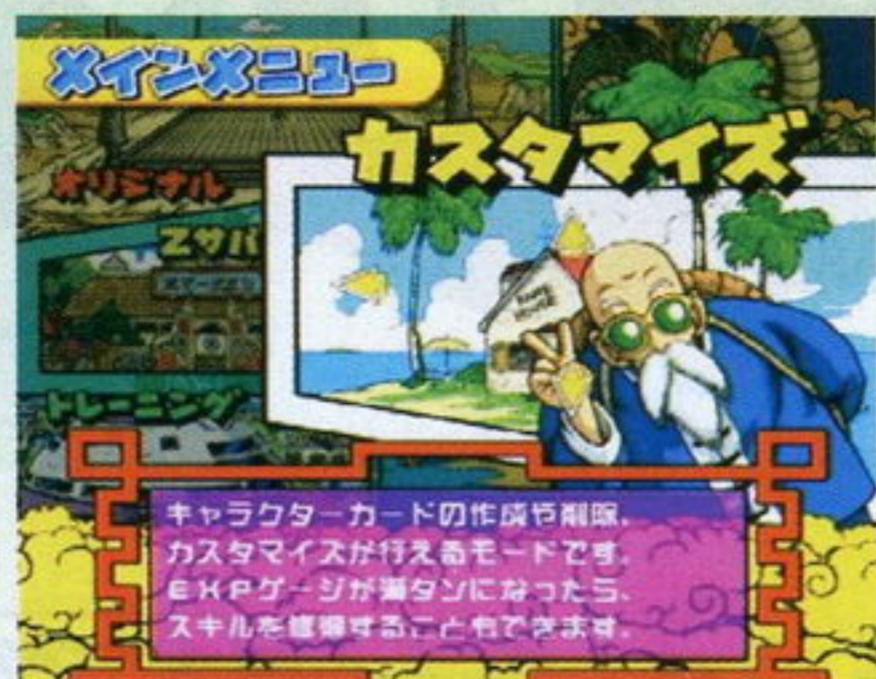 メインメニュー
カスタマイズ
オリジナル
Zサバ
KAME
HOUSE
トレーニング
キャラクターカードの作成や削除、
カスタマイズが行えるモードです。
EXPゲージが満タンになったら、
スキルを修得することもできます。